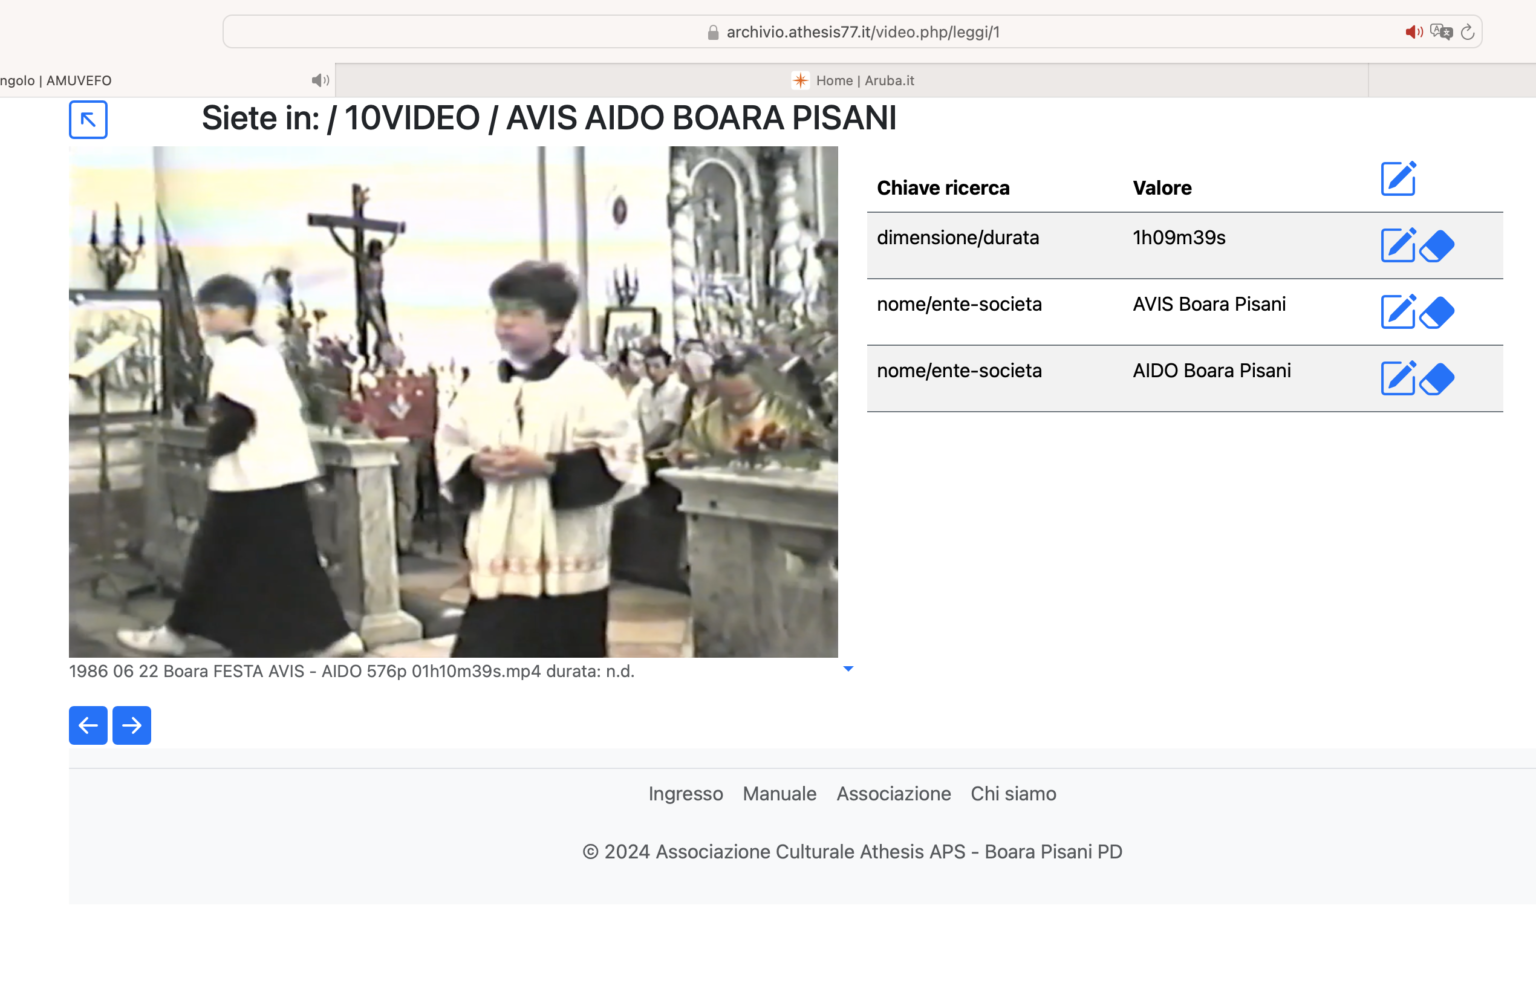 archivio.athesis77.it/video.php/leggi/1
ngolo | AMUVEFO
Home | Aruba.it
Siete in: / 10VIDEO / AVIS AIDO BOARA PISANI
Chiave ricerca Valore
dimensione/durata 1h09m39s
nome/ente-societa AVIS Boara Pisani
nome/ente-societa AIDO Boara Pisani
1986 06 22 Boara FESTA AVIS - AIDO 576p 01h10m39s.mp4 durata: n.d.
Ingresso Manuale Associazione Chi siamo
© 2024 Associazione Culturale Athesis APS - Boara Pisani PD